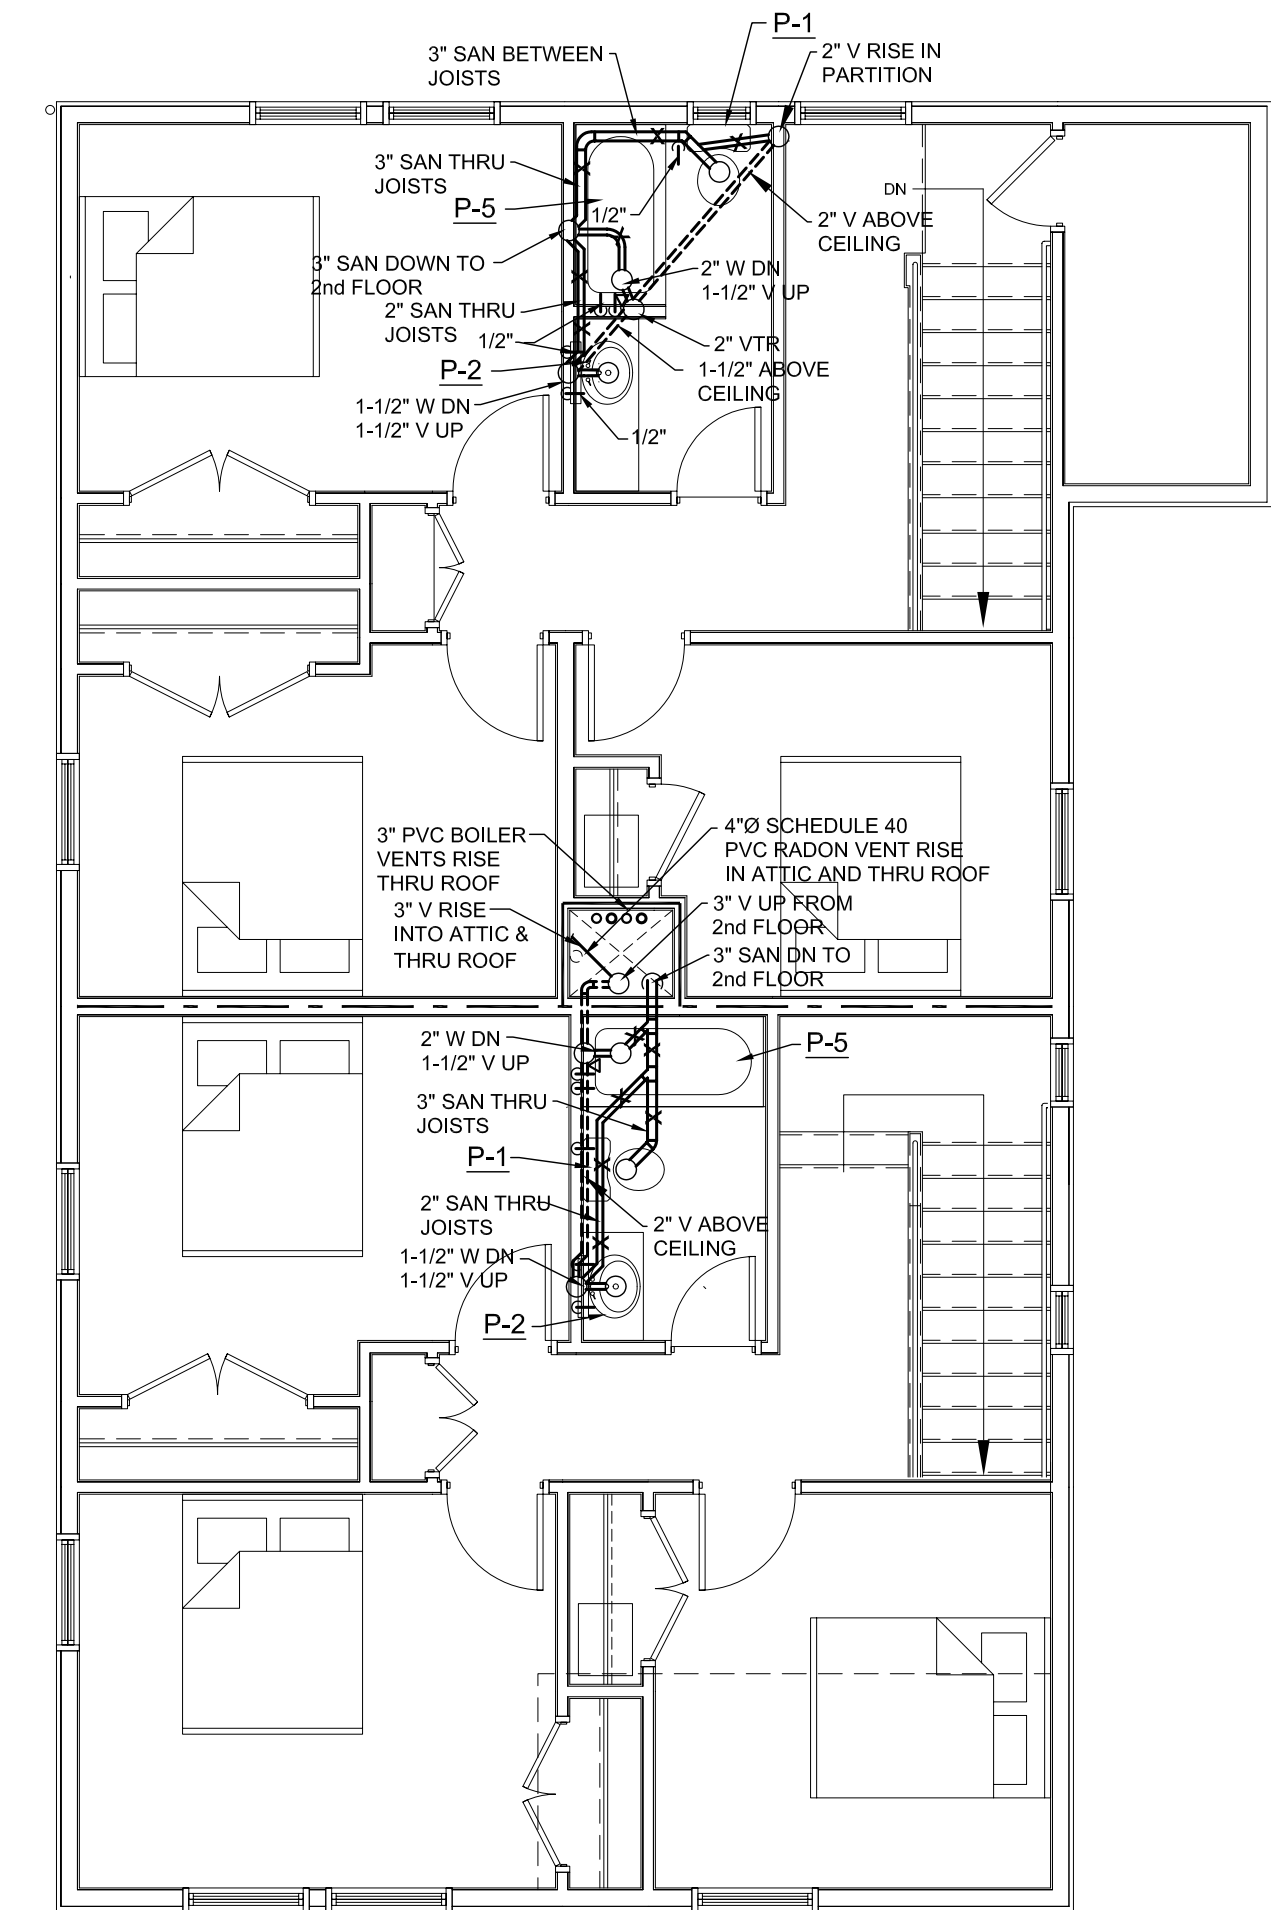 P-1
3" SAN BETWEEN
JOISTS
2" V RISE IN
PARTITION
3" SAN THRU
JOISTS
P-5
1/2"
DN
2" V ABOVE
CEILING
3" SAN DOWN TO
2nd FLOOR
2" W DN
1-1/2" V UP
2" SAN THRU
JOISTS
1/2"
2" VTR
P-2
1-1/2" ABOVE
CEILING
1-1/2" W DN
1-1/2" V UP
1/2"
3" PVC BOILER
VENTS RISE
THRU ROOF
4"Ø SCHEDULE 40
PVC RADON VENT RISE
IN ATTIC AND THRU ROOF
3" V RISE
INTO ATTIC &
THRU ROOF
3" V UP FROM
2nd FLOOR
3" SAN DN TO
2nd FLOOR
2" W DN
1-1/2" V UP
P-5
3" SAN THRU
JOISTS
P-1
2" SAN THRU
JOISTS
2" V ABOVE
CEILING
1-1/2" W DN
1-1/2" V UP
P-2